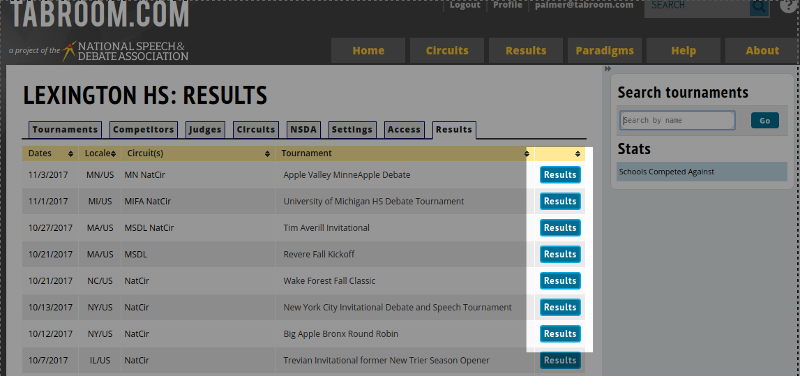 TABROOM.COM
Logout Profile palmer@tabroom.com SEARCH ?
a project of the NATIONAL SPEECH & DEBATE ASSOCIATION
Home Circuits Results Paradigms Help About
LEXINGTON HS: RESULTS
Tournaments Competitors Judges Circuits NSDA Settings Access Results
Dates Locale Circuit(s) Tournament
11/3/2017 MN/US MN NatCir Apple Valley MinneApple Debate Results
11/1/2017 MI/US MIFA NatCir University of Michigan HS Debate Tournament Results
10/27/2017 MA/US MSDL NatCir Tim Averill Invitational Results
10/21/2017 MA/US MSDL Revere Fall Kickoff Results
10/21/2017 NC/US NatCir Wake Forest Fall Classic Results
10/13/2017 NY/US NatCir New York City Invitational Debate and Speech Tournament Results
10/12/2017 NY/US NatCir Big Apple Bronx Round Robin Results
10/7/2017 IL/US NatCir Trevian Invitational former New Trier Season Opener Results
Search tournaments
Search by name Go
Stats
Schools Competed Against